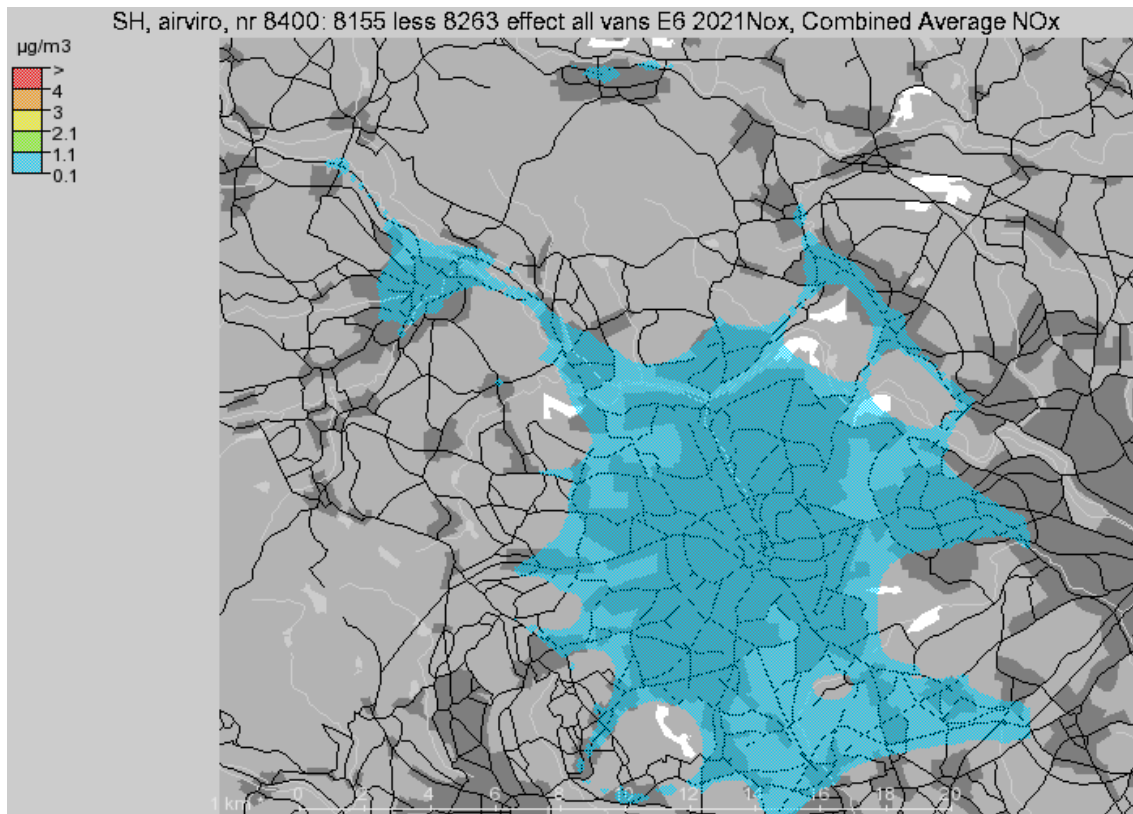 SH, airviro, nr 8400: 8155 less 8263 effect all vans E6 2021Nox, Combined Average NOx
µg/m3
>
4
3
2.1
1.1
0.1
1 km * 0 2 4 6 8 10 12 14 16 18 20